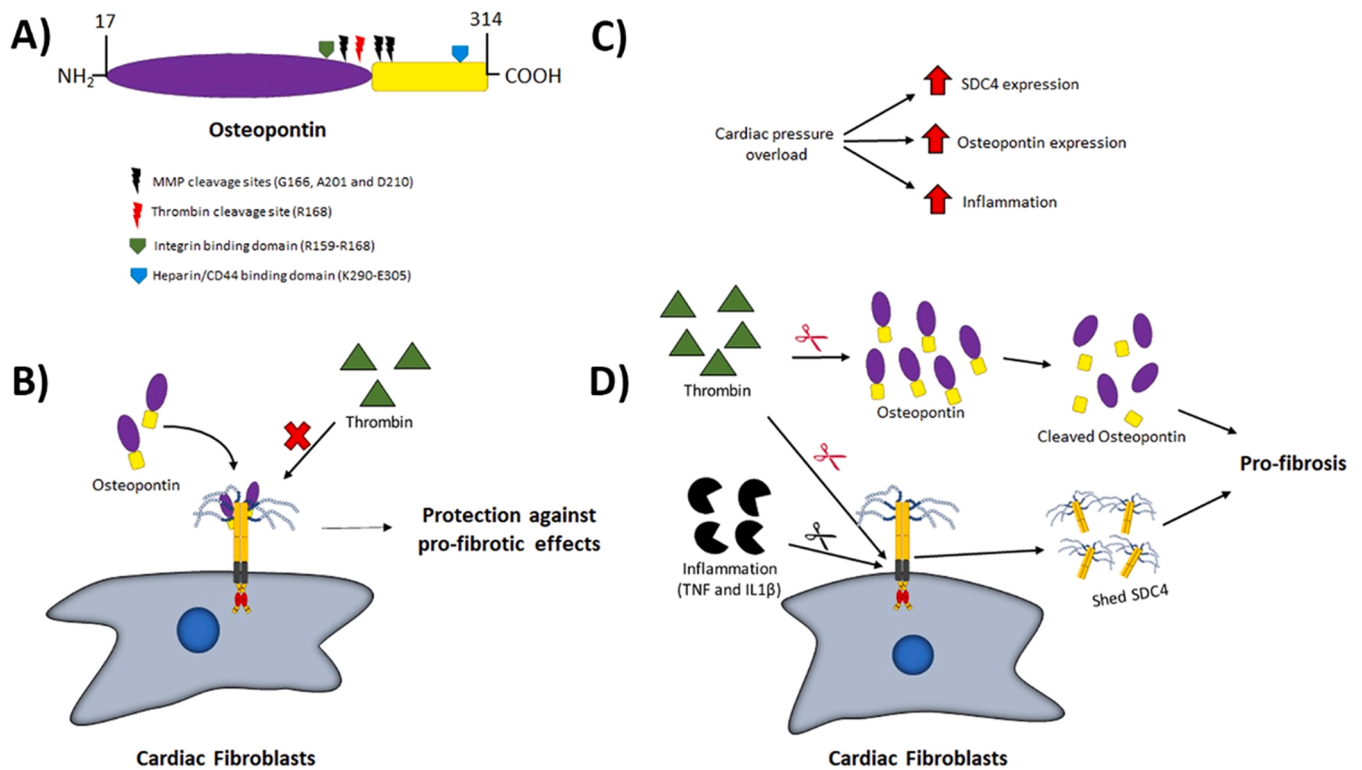 A)
17
314
NH2
COOH
Osteopontin
MMP cleavage sites (G166, A201 and D210)
Thrombin cleavage site (R168)
Integrin binding domain (R159-R168)
Heparin/CD44 binding domain (K290-E305)
B)
Thrombin
Osteopontin
Protection against
pro-fibrotic effects
Cardiac Fibroblasts
C)
SDC4 expression
Cardiac pressure
overload
Osteopontin expression
Inflammation
D)
Thrombin
Osteopontin
Cleaved Osteopontin
Pro-fibrosis
Inflammation
(TNF and IL1β)
Shed SDC4
Cardiac Fibroblasts